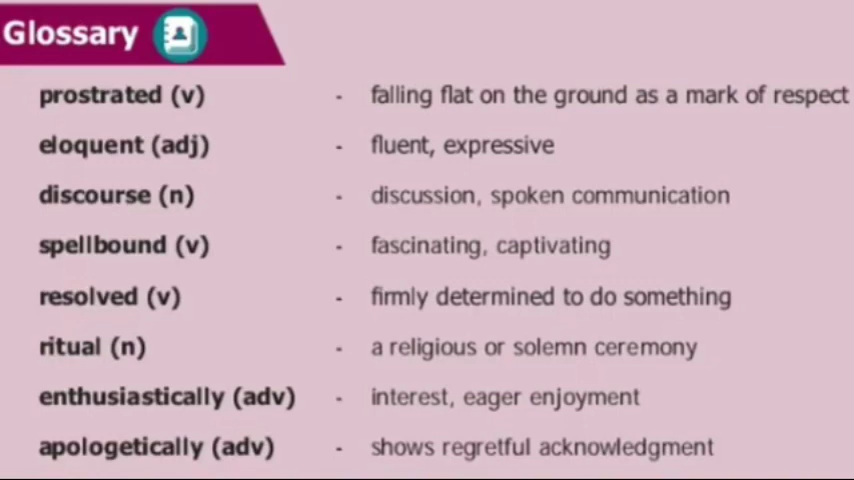 Glossary
prostrated (v) - falling flat on the ground as a mark of respect
eloquent (adj) - fluent, expressive
discourse (n) - discussion, spoken communication
spellbound (v) - fascinating, captivating
resolved (v) - firmly determined to do something
ritual (n) - a religious or solemn ceremony
enthusiastically (adv) - interest, eager enjoyment
apologetically (adv) - shows regretful acknowledgment